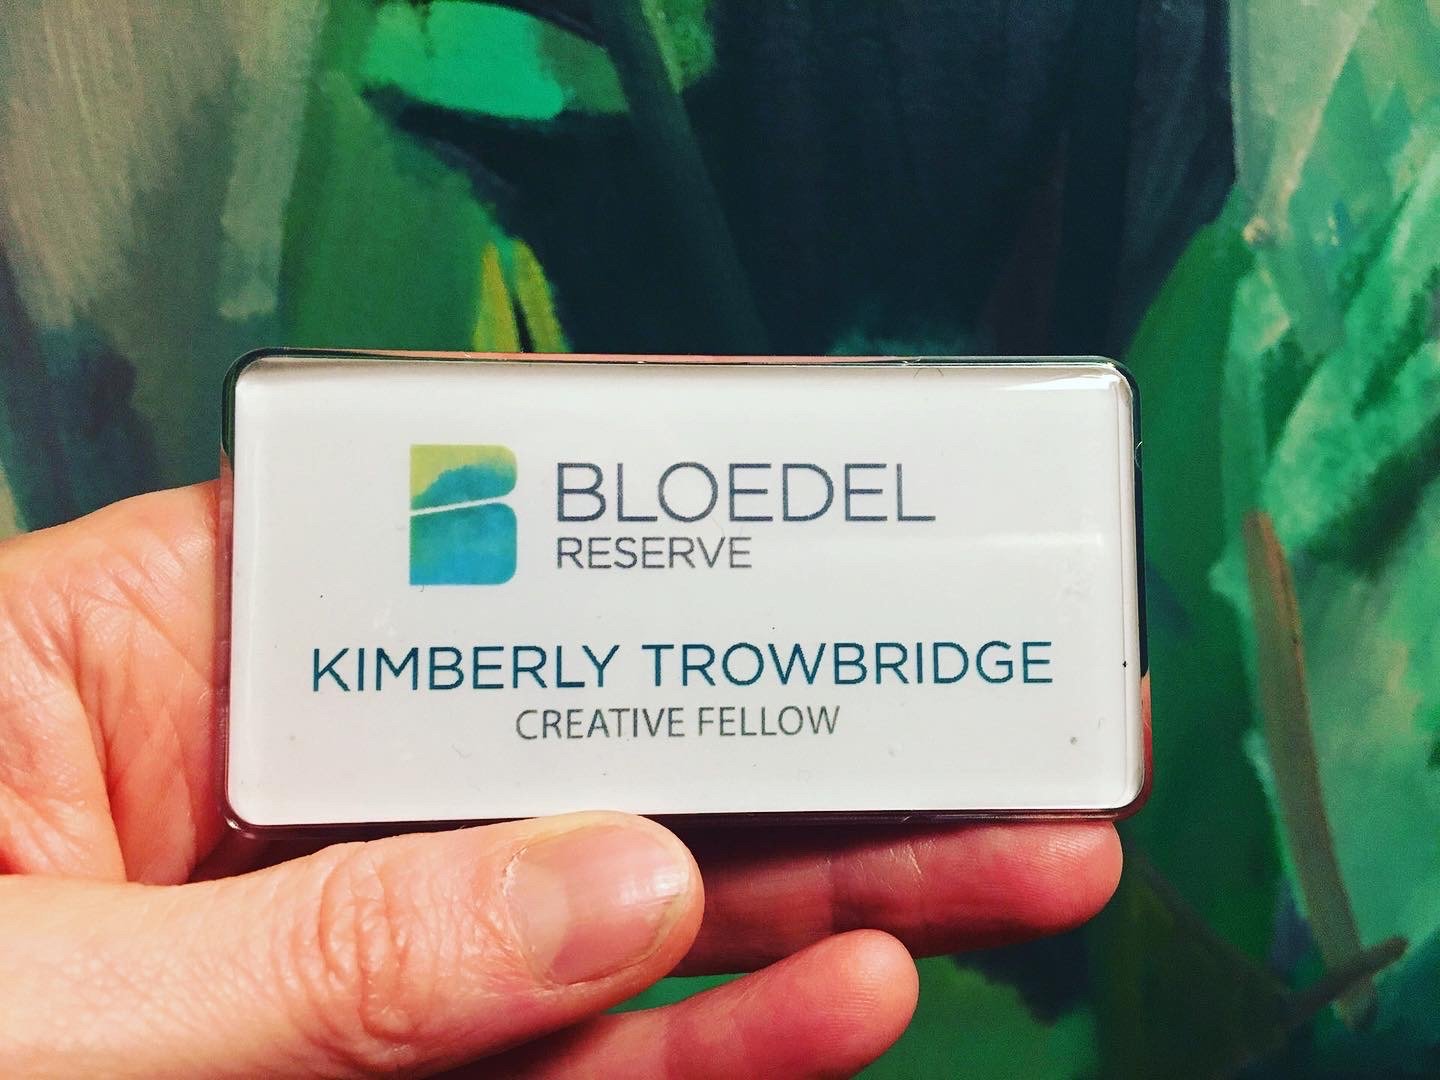 BLOEDEL
RESERVE
KIMBERLY TROWBRIDGE
CREATIVE FELLOW